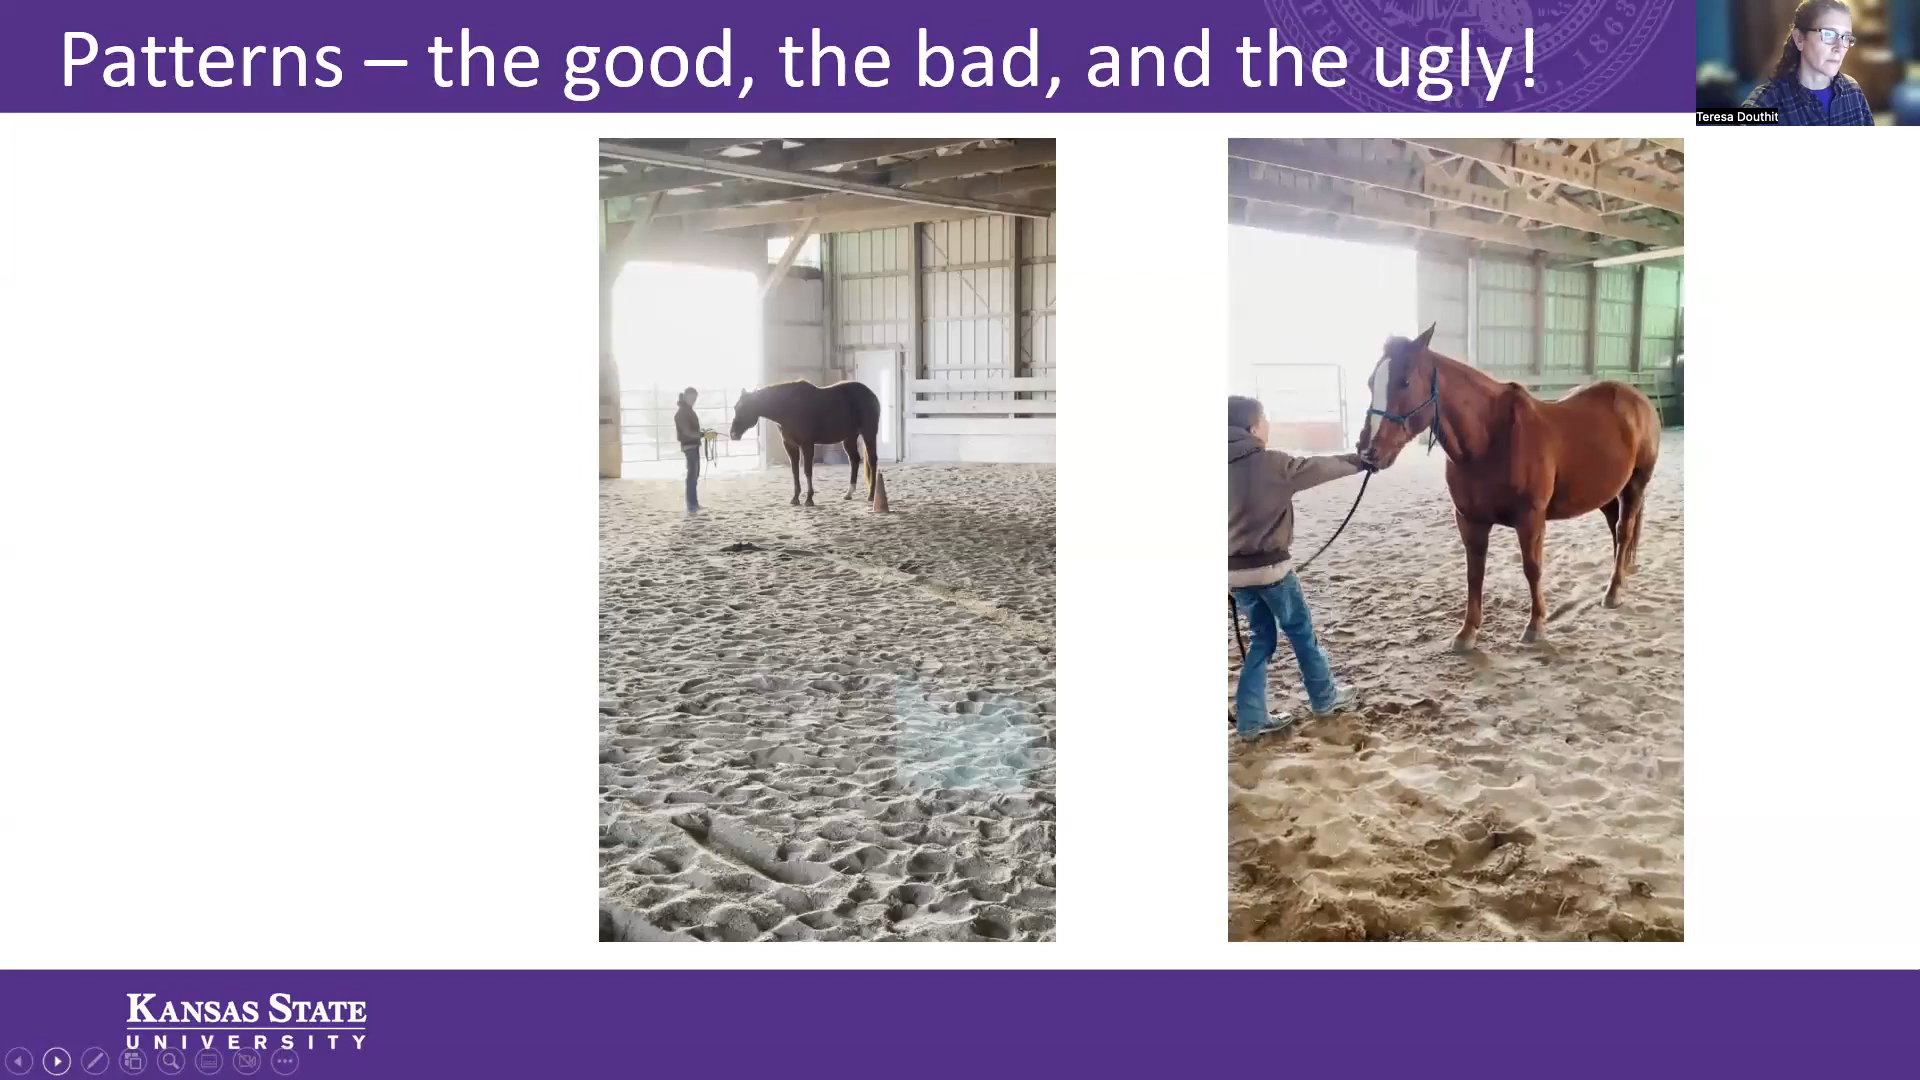 Patterns – the good, the bad, and the ugly!
Teresa Douthit
KANSAS STATE
UNIVERSITY